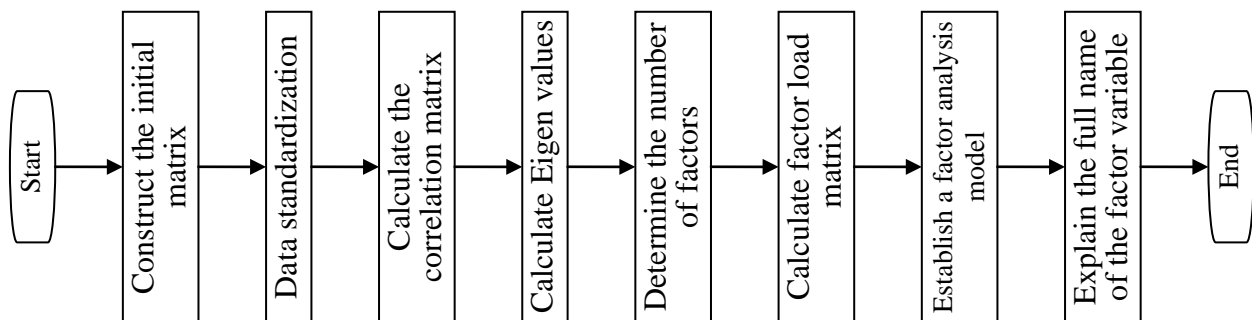 Start
Construct the initial
matrix
Data standardization
Calculate the
correlation matrix
Calculate Eigen values
Determine the number
of factors
Calculate factor load
matrix
Establish a factor analysis
model
Explain the full name
of the factor variable
End